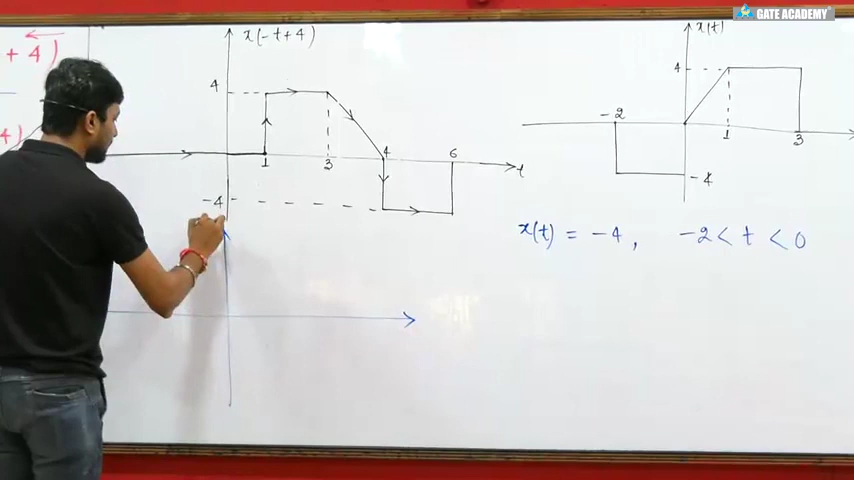 + 4)
4)
x(-t+4)
4
1
3
4
6
t
-4
GATE ACADEMY
x(t)
4
-2
1
3
-4
x(t) = -4, -2 < t < 0